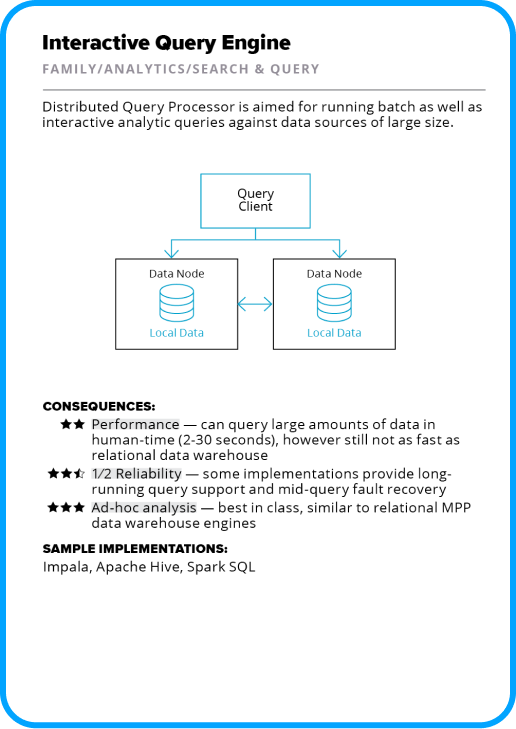 Interactive Query Engine
FAMILY/ANALYTICS/SEARCH & QUERY
Distributed Query Processor is aimed for running batch as well as
interactive analytic queries against data sources of large size.
Query
Client
Data Node
Local Data
Data Node
Local Data
CONSEQUENCES:
★★ Performance — can query large amounts of data in
human-time (2-30 seconds), however still not as fast as
relational data warehouse
★★⯪ 1/2 Reliability — some implementations provide long-
running query support and mid-query fault recovery
★★★ Ad-hoc analysis — best in class, similar to relational MPP
data warehouse engines
SAMPLE IMPLEMENTATIONS:
Impala, Apache Hive, Spark SQL